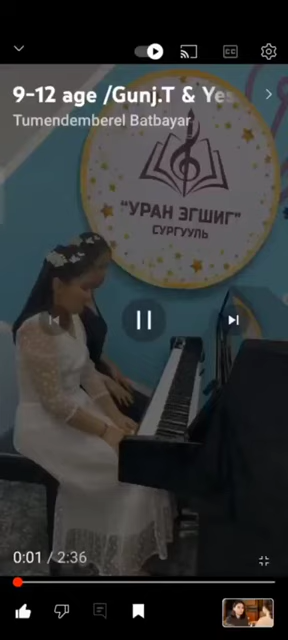 9-12 age /Gunj.T & Yes
Tumendemberel Batbayar
"УРАН ЭГШИГ"
СУРГУУЛЬ
0:01 / 2:36